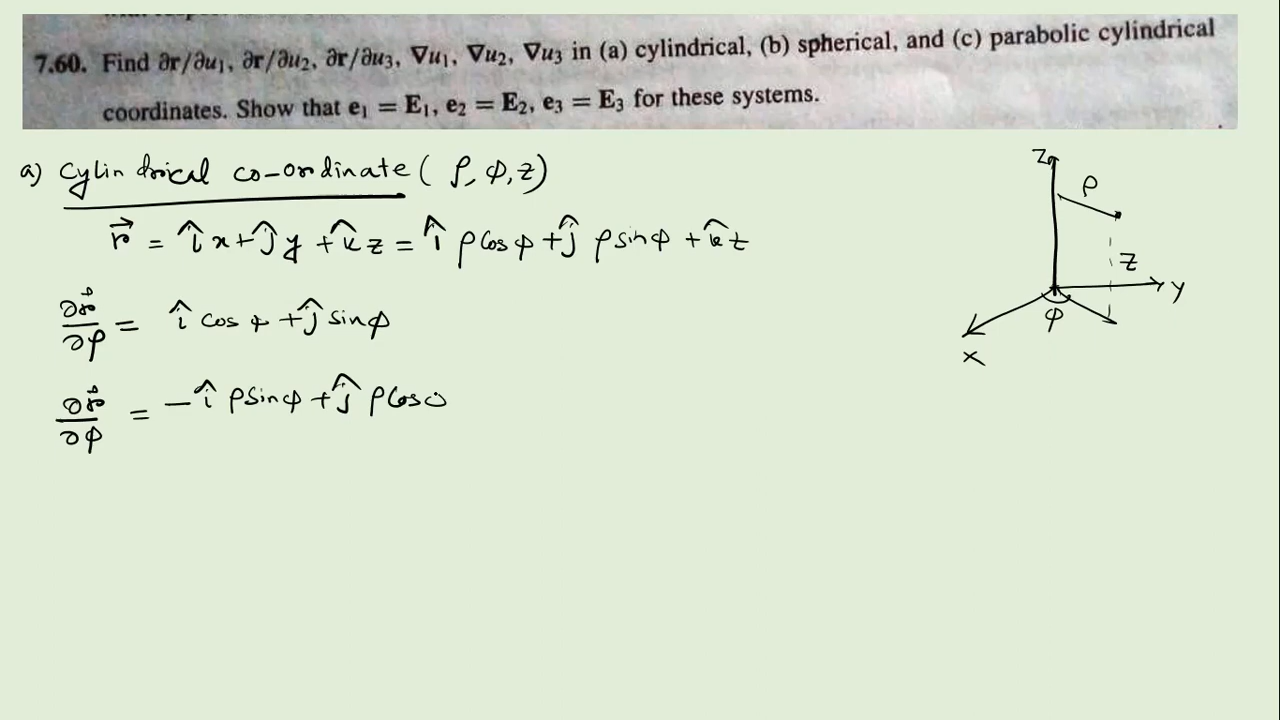 7.60. Find ∂r/∂u₁, ∂r/∂u₂, ∂r/∂u₃, ∇u₁, ∇u₂, ∇u₃ in (a) cylindrical, (b) spherical, and (c) parabolic cylindrical
coordinates. Show that e₁ = E₁, e₂ = E₂, e₃ = E₃ for these systems.
a) Cylindrical co-ordinate ( ρ, φ, z)
r⃗ = î x + ĵ y + k̂ z = î ρ cos φ + ĵ ρ sin φ + k̂ z
∂r⃗/∂ρ = î cos φ + ĵ sin φ
∂r⃗/∂φ = − î ρ sin φ + ĵ ρ cos
Z
ρ
z
y
φ
x